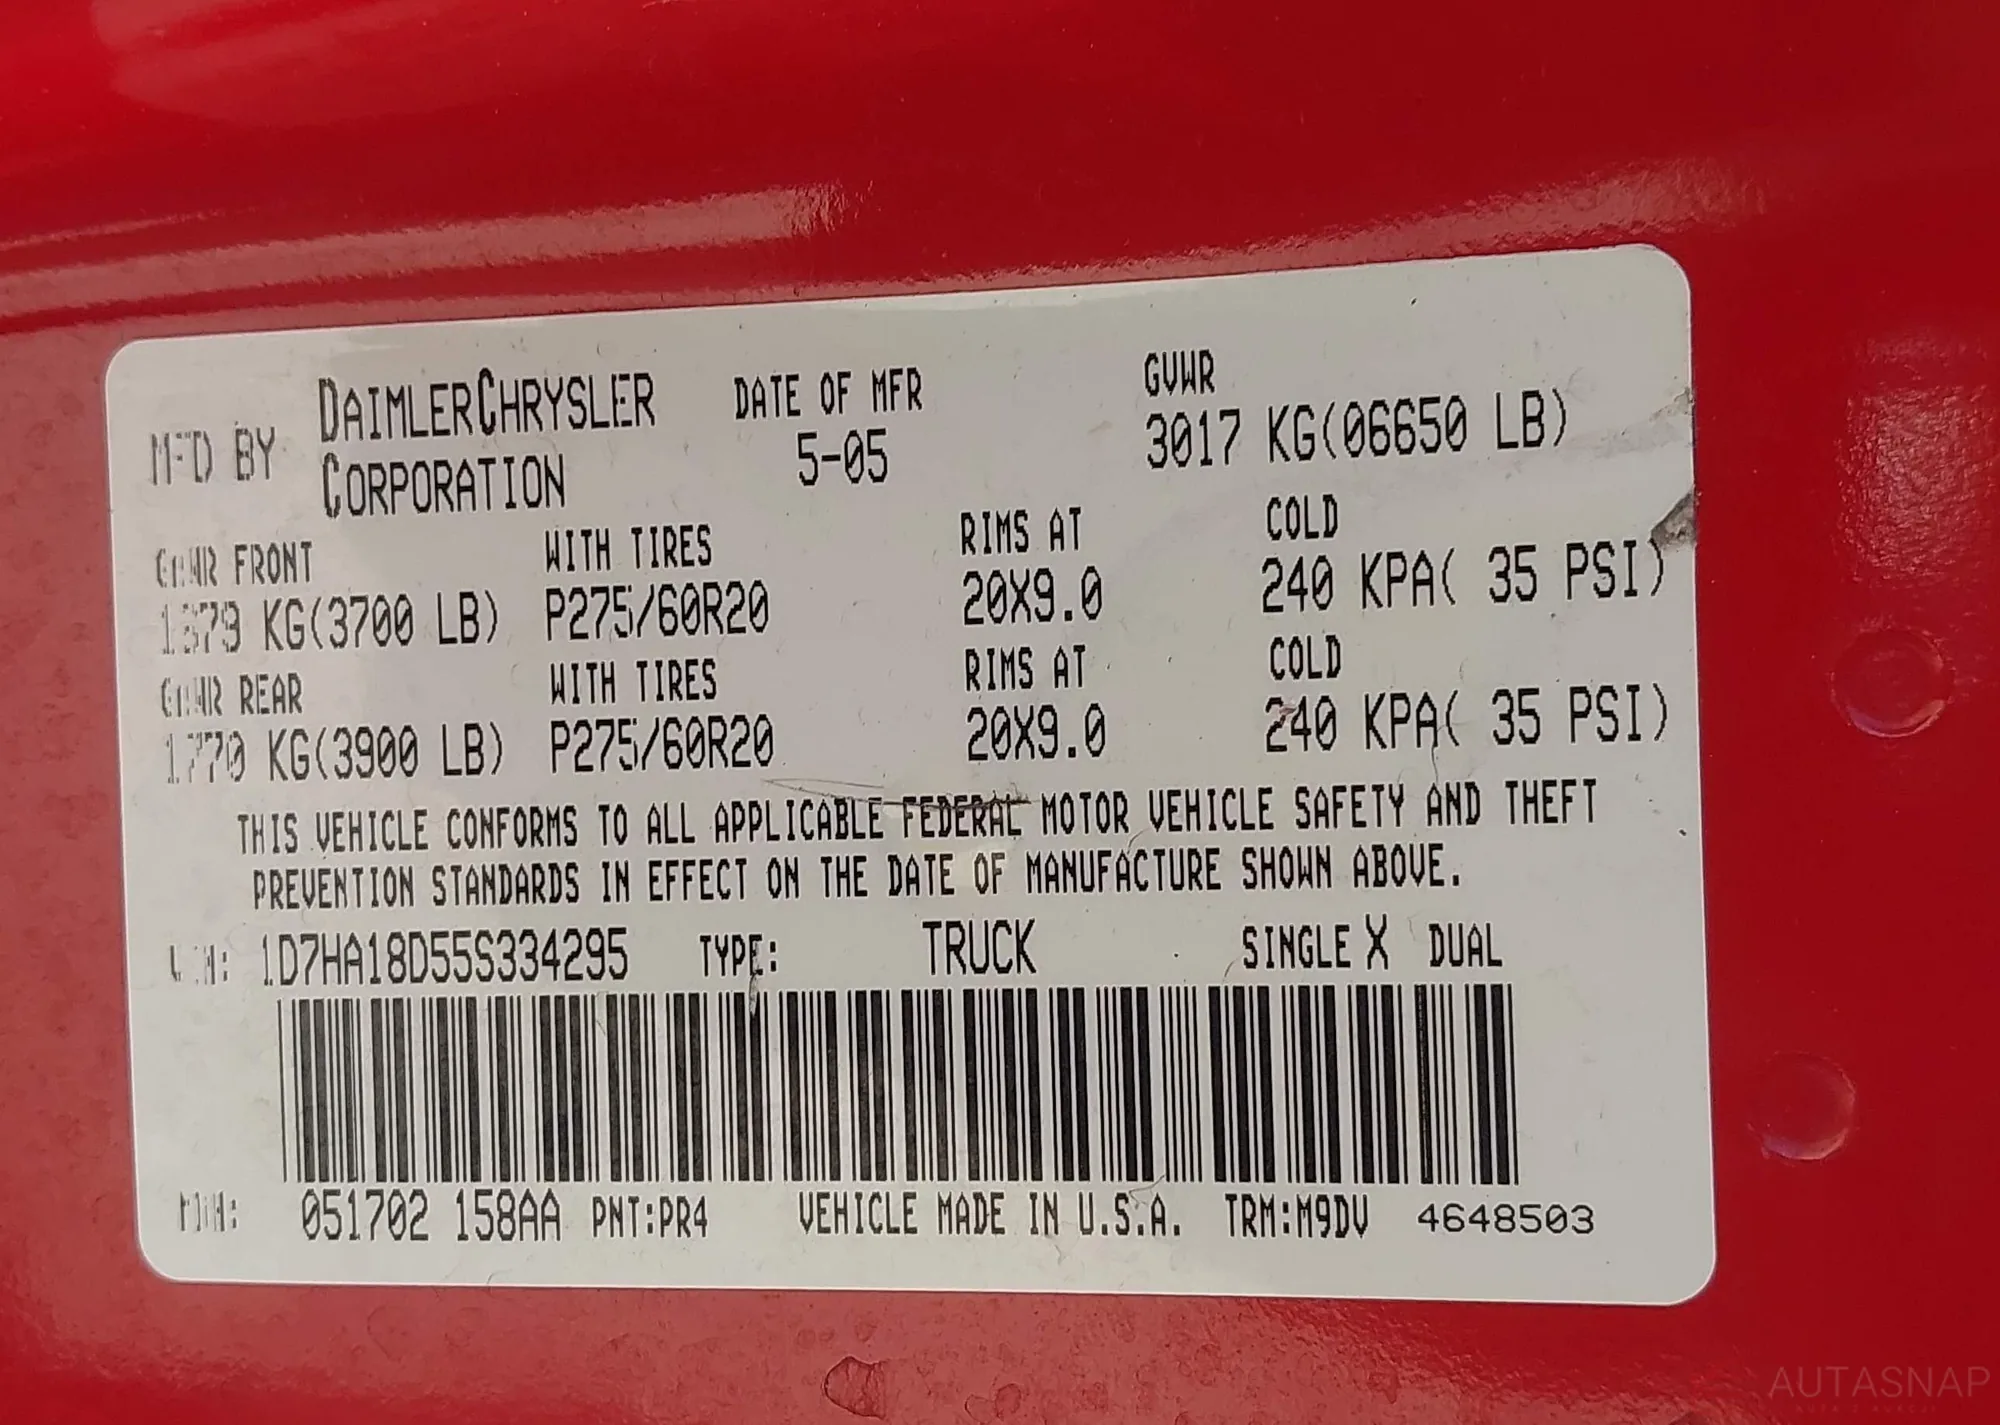 MFD BY DAIMLERCHRYSLER CORPORATION
DATE OF MFR 5-05
GVWR 3017 KG(06650 LB)
GAWR FRONT WITH TIRES RIMS AT COLD
1679 KG(3700 LB) P275/60R20 20X9.0 240 KPA( 35 PSI)
GAWR REAR WITH TIRES RIMS AT COLD
1770 KG(3900 LB) P275/60R20 20X9.0 240 KPA( 35 PSI)
THIS VEHICLE CONFORMS TO ALL APPLICABLE FEDERAL MOTOR VEHICLE SAFETY AND THEFT
PREVENTION STANDARDS IN EFFECT ON THE DATE OF MANUFACTURE SHOWN ABOVE.
VIN: 1D7HA18D55S334295 TYPE: TRUCK SINGLE X DUAL
MDH: 051702 158AA PNT:PR4 VEHICLE MADE IN U.S.A. TRM:M9DV 4648503
AUTASNAP